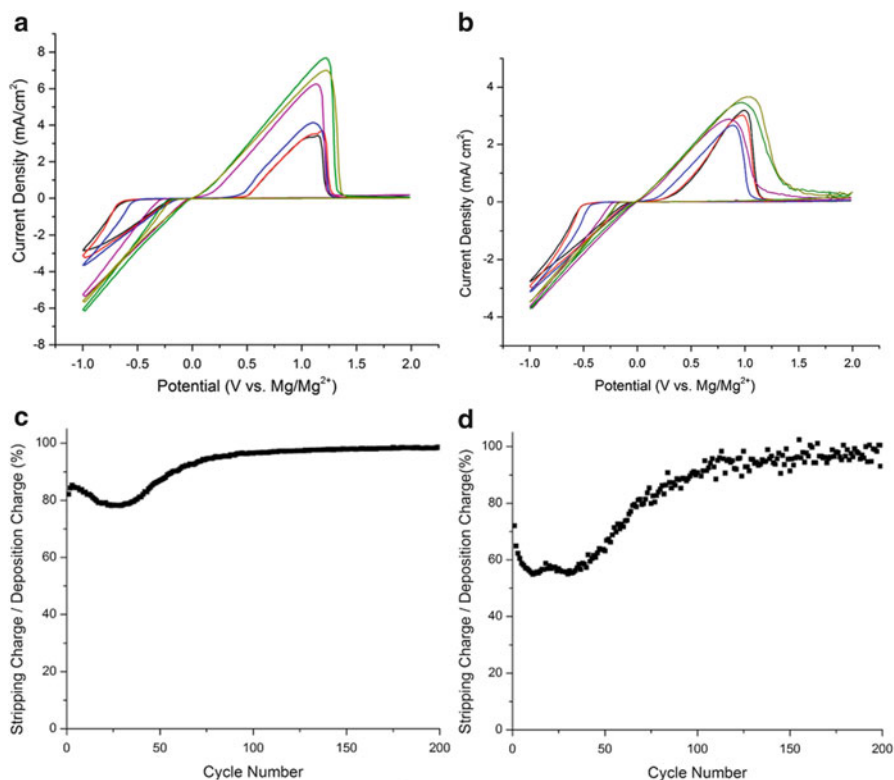 a
Current Density (mA/cm²)
8
6
4
2
0
-2
-4
-6
-8
-1.0 -0.5 0.0 0.5 1.0 1.5 2.0
Potential (V vs. Mg/Mg²⁺)
b
Current Density (mA/ cm²)
4
2
0
-2
-4
-1.0 -0.5 0.0 0.5 1.0 1.5 2.0
Potential (V vs. Mg/Mg²⁺)
c
Stripping Charge / Deposition Charge (%)
100
80
60
40
20
0
0 50 100 150 200
Cycle Number
d
Stripping Charge / Deposition Charge(%)
100
80
60
40
20
0
0 50 100 150 200
Cycle Number